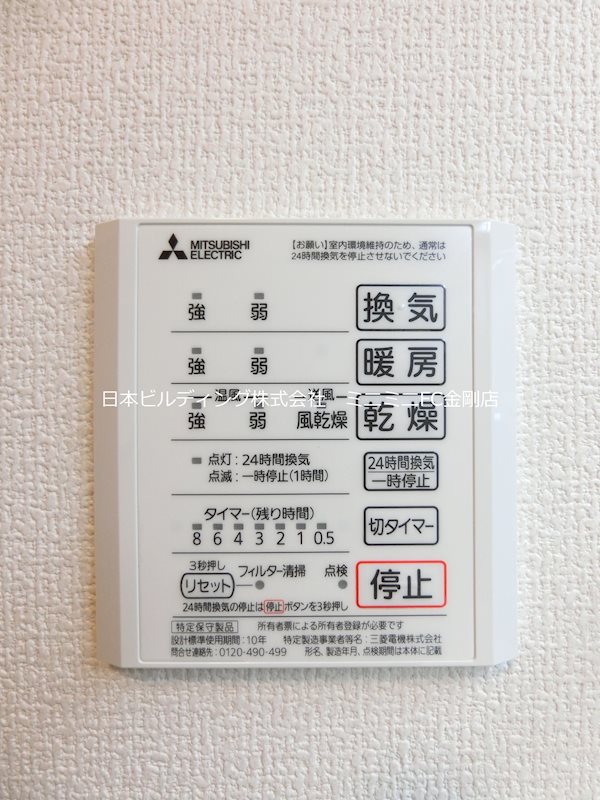 MITSUBISHI
ELECTRIC
【お願い】室内環境維持のため、通常は
24時間換気を停止させないでください
強 弱 換気
強 弱 暖房
温風 送風
日本ビルディング株式会社 ミニミニFC金剛店
強 弱 風乾燥 乾燥
点灯:24時間換気
点滅:一時停止(1時間)
24時間換気
一時停止
タイマー(残り時間)
8 6 4 3 2 1 0.5
切タイマー
3秒押し
リセット フィルター清掃 点検
停止
24時間換気の停止は停止ボタンを3秒押し
特定保守製品 所有者票による所有者登録が必要です
設計標準使用期間:10年 特定製造事業者等名:三菱電機株式会社
問合せ連絡先:0120-490-499 形名、製造年月、点検期間は本体に記載